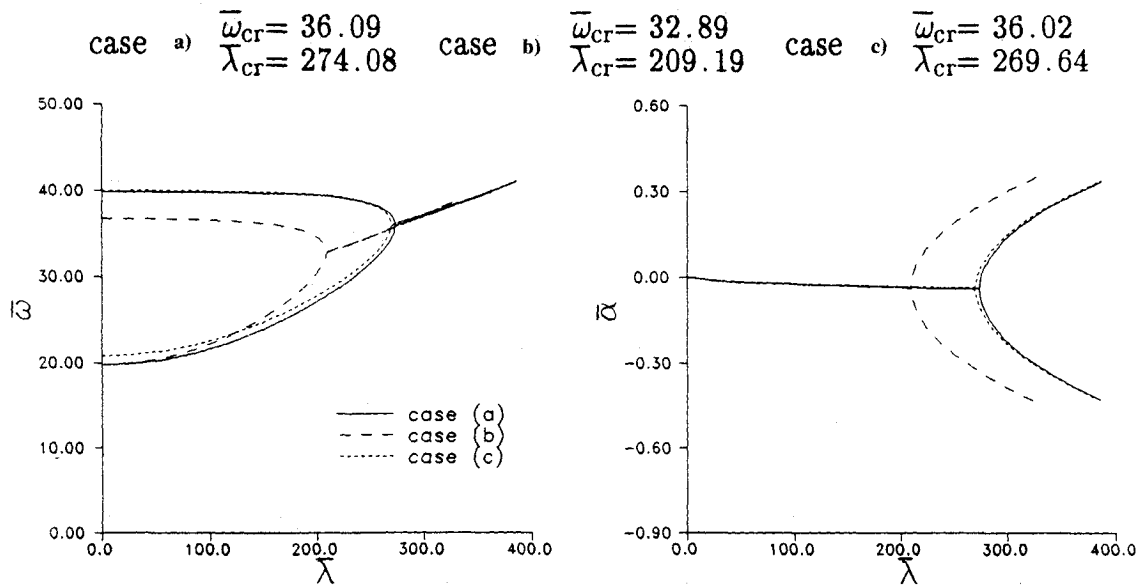 case a) ω̅cr= 36.09 case b) ω̅cr= 32.89 case c) ω̅cr= 36.02
λ̅cr= 274.08 λ̅cr= 209.19 λ̅cr= 269.64
50.00
40.00
30.00
20.00
10.00
0.00
ω̅
case (a)
case (b)
case (c)
0.0 100.0 200.0 300.0 400.0
λ̅
0.60
0.30
0.00
-0.30
-0.60
-0.90
α̅
0.0 100.0 200.0 300.0 400.0
λ̅